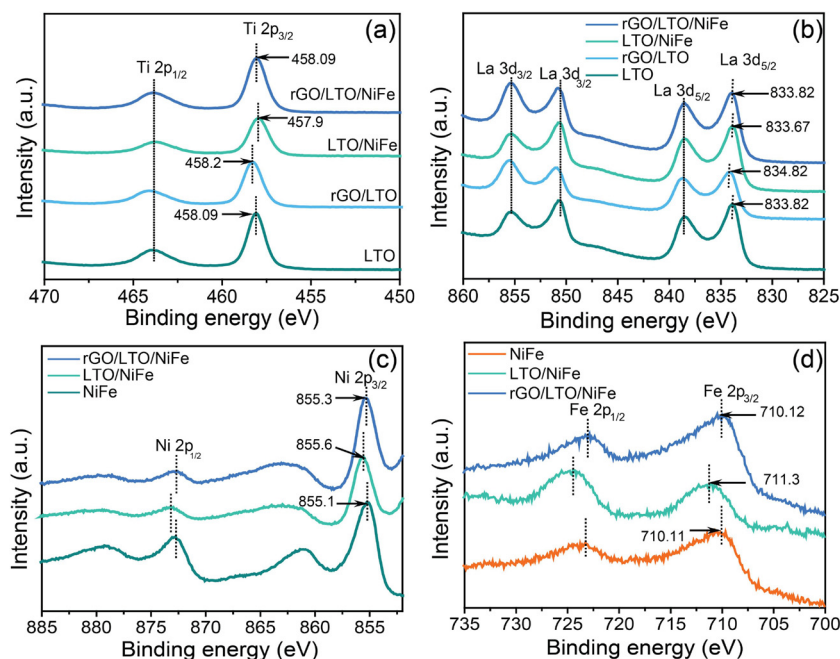 Ti 2p3/2
(a)
Ti 2p1/2
458.09
rGO/LTO/NiFe
457.9
LTO/NiFe
458.2
rGO/LTO
458.09
LTO
470 465 460 455 450
Binding energy (eV)
Intensity (a.u.)
rGO/LTO/NiFe
LTO/NiFe
rGO/LTO
LTO
(b)
La 3d3/2
La 3d3/2
La 3d5/2
La 3d5/2
833.82
833.67
834.82
833.82
860 855 850 845 840 835 830 825
Binding energy (eV)
Intensity (a.u.)
rGO/LTO/NiFe
LTO/NiFe
NiFe
(c)
Ni 2p3/2
855.3
Ni 2p1/2
855.6
855.1
885 880 875 870 865 860 855
Binding energy (eV)
Intensity (a.u.)
NiFe
LTO/NiFe
rGO/LTO/NiFe
(d)
Fe 2p3/2
Fe 2p1/2
710.12
711.3
710.11
735 730 725 720 715 710 705 700
Binding energy (eV)
Intensity (a.u.)